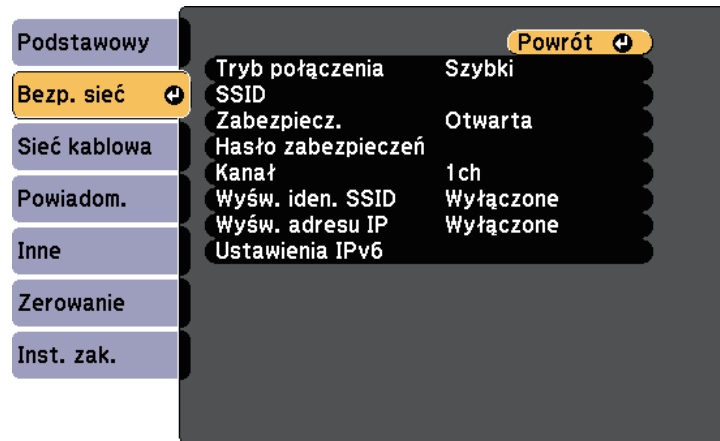 Podstawowy
Bezp. sieć
Sieć kablowa
Powiadom.
Inne
Zerowanie
Inst. zak.
Powrót
Tryb połączenia Szybki
SSID
Zabezpiecz. Otwarta
Hasło zabezpieczeń
Kanał 1ch
Wyśw. iden. SSID Wyłączone
Wyśw. adresu IP Wyłączone
Ustawienia IPv6